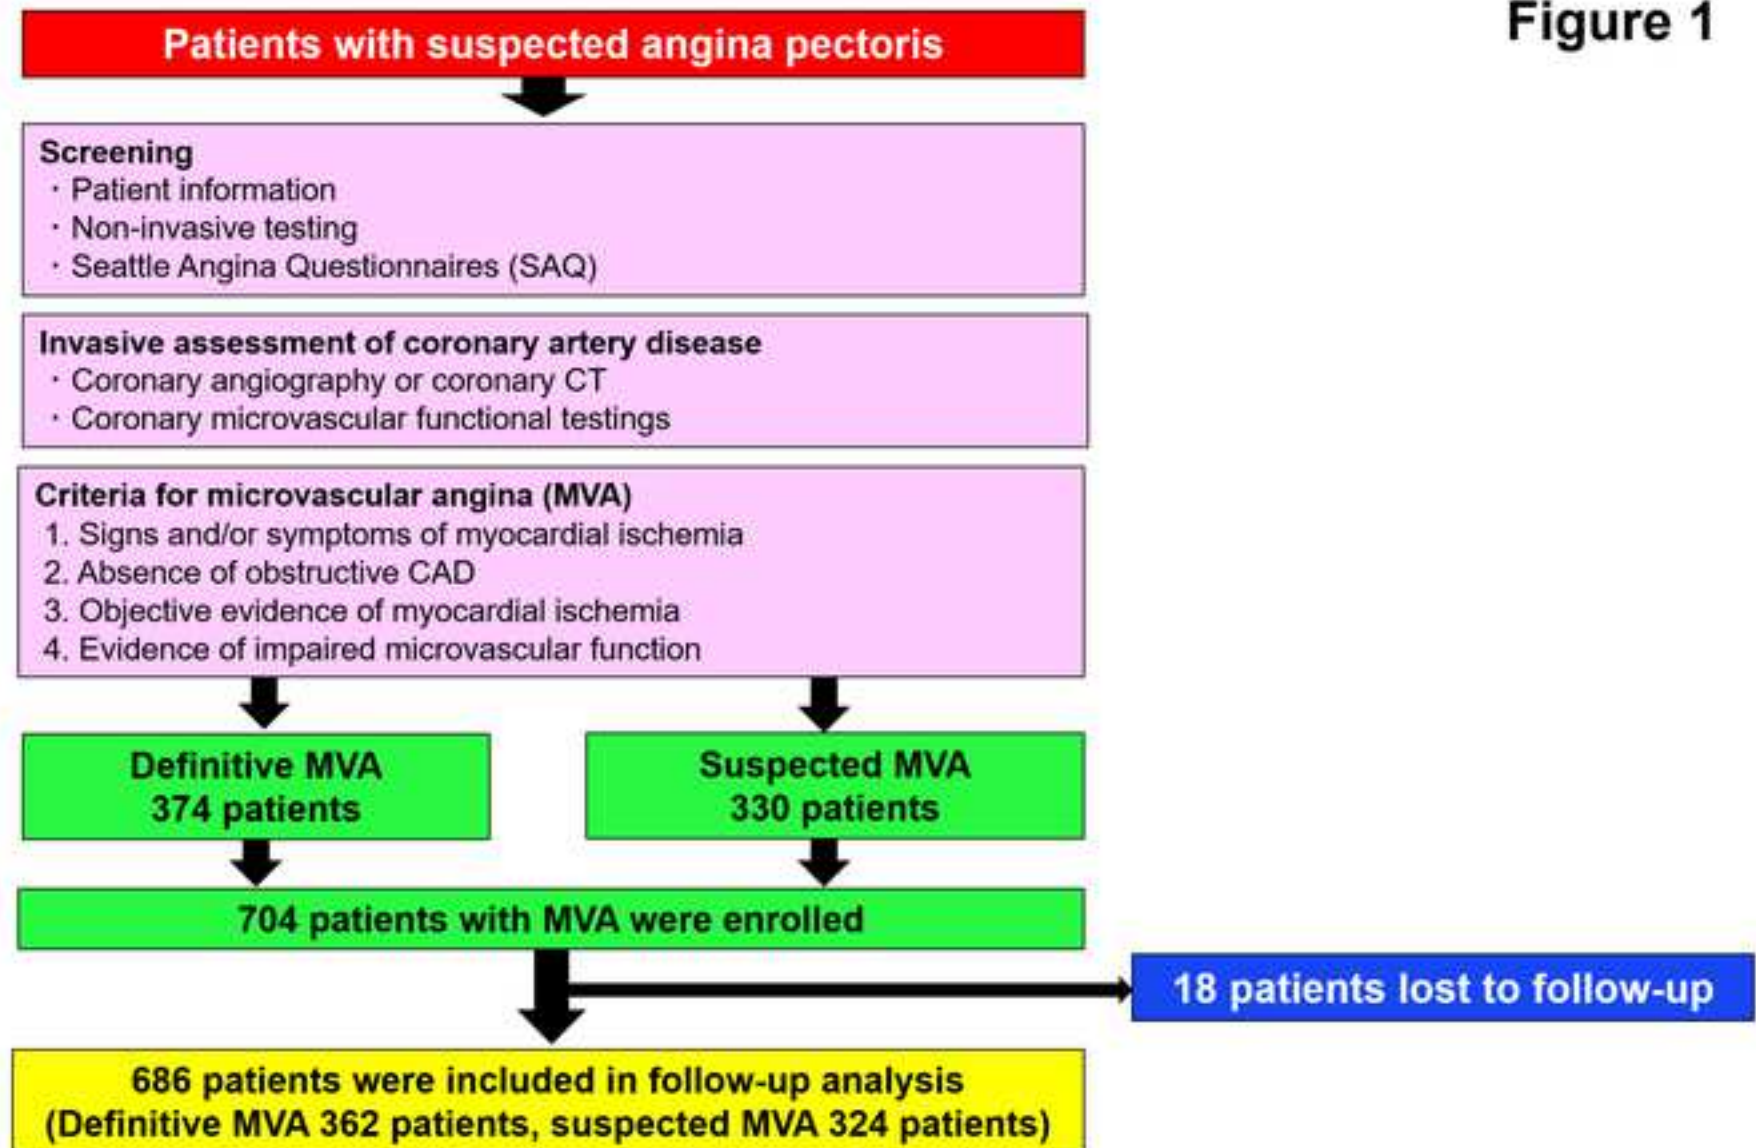 Figure 1
Patients with suspected angina pectoris
Screening
・Patient information
・Non-invasive testing
・Seattle Angina Questionnaires (SAQ)
Invasive assessment of coronary artery disease
・Coronary angiography or coronary CT
・Coronary microvascular functional testings
Criteria for microvascular angina (MVA)
1. Signs and/or symptoms of myocardial ischemia
2. Absence of obstructive CAD
3. Objective evidence of myocardial ischemia
4. Evidence of impaired microvascular function
Definitive MVA
374 patients
Suspected MVA
330 patients
704 patients with MVA were enrolled
18 patients lost to follow-up
686 patients were included in follow-up analysis
(Definitive MVA 362 patients, suspected MVA 324 patients)